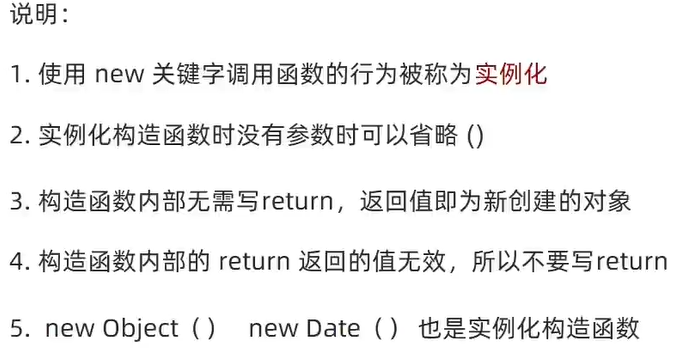 说明：
1. 使用 new 关键字调用函数的行为被称为实例化
2. 实例化构造函数时没有参数时可以省略 ()
3. 构造函数内部无需写return，返回值即为新创建的对象
4. 构造函数内部的 return 返回的值无效，所以不要写return
5. new Object（） new Date（） 也是实例化构造函数